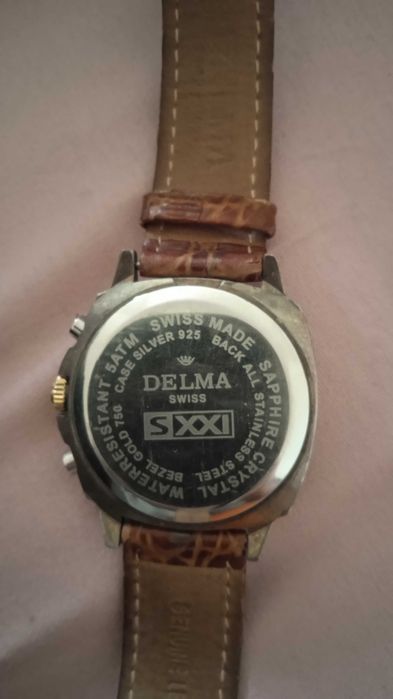 WATERRESISTANT 5ATM SWISS MADE SAPPHIRE CRYSTAL
BEZEL GOLD 750 CASE SILVER 925 BACK ALL STAINLESS STEEL
DELMA
SWISS
SXXI
GENUINE